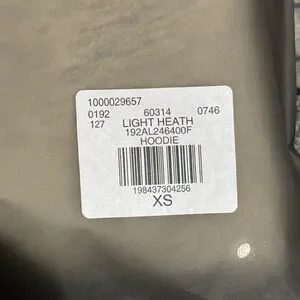 1000029657
0192 60314 0746
127 LIGHT HEATH
192AL246400F
HOODIE
198437304256
XS